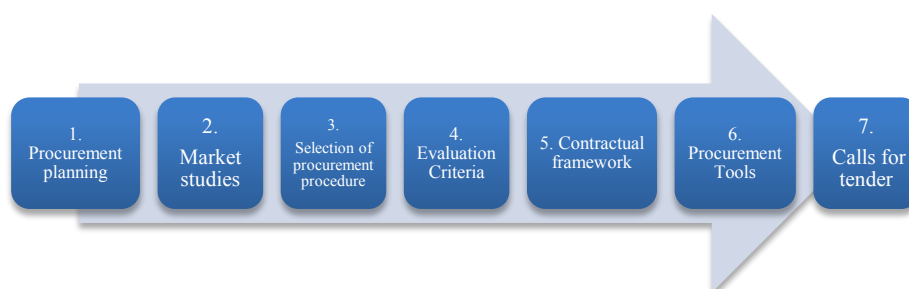 1.
Procurement
planning
2.
Market
studies
3.
Selection of
procurement
procedure
4.
Evaluation
Criteria
5. Contractual
framework
6.
Procurement
Tools
7.
Calls for
tender